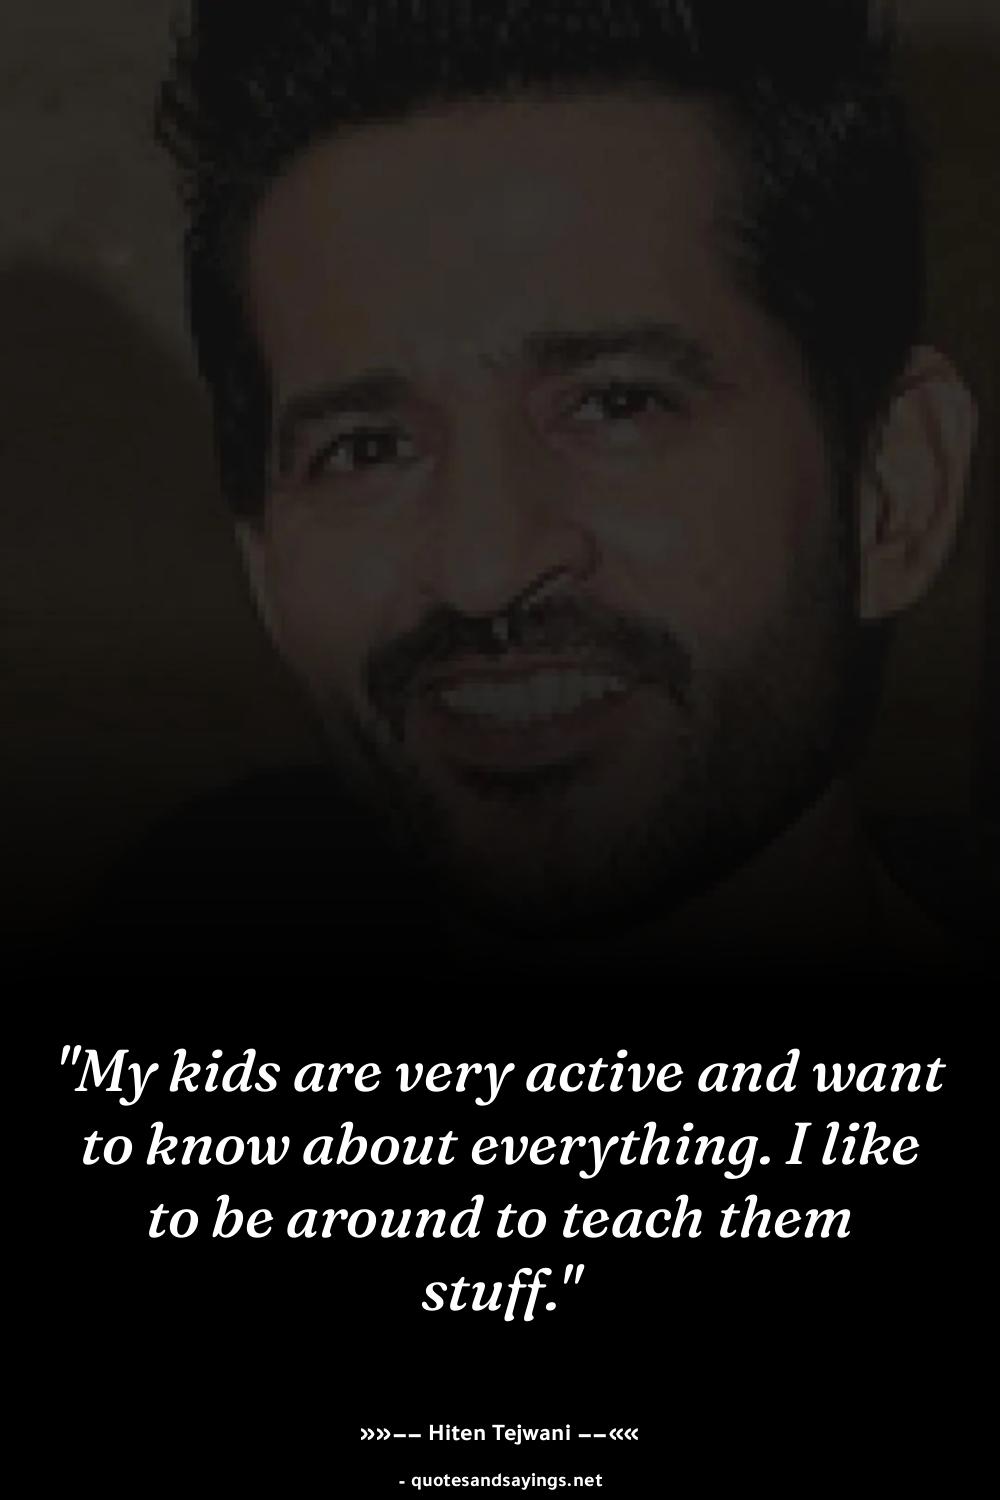 "My kids are very active and want
to know about everything. I like
to be around to teach them
stuff."
»»−− Hiten Tejwani −−««
- quotesandsayings.net